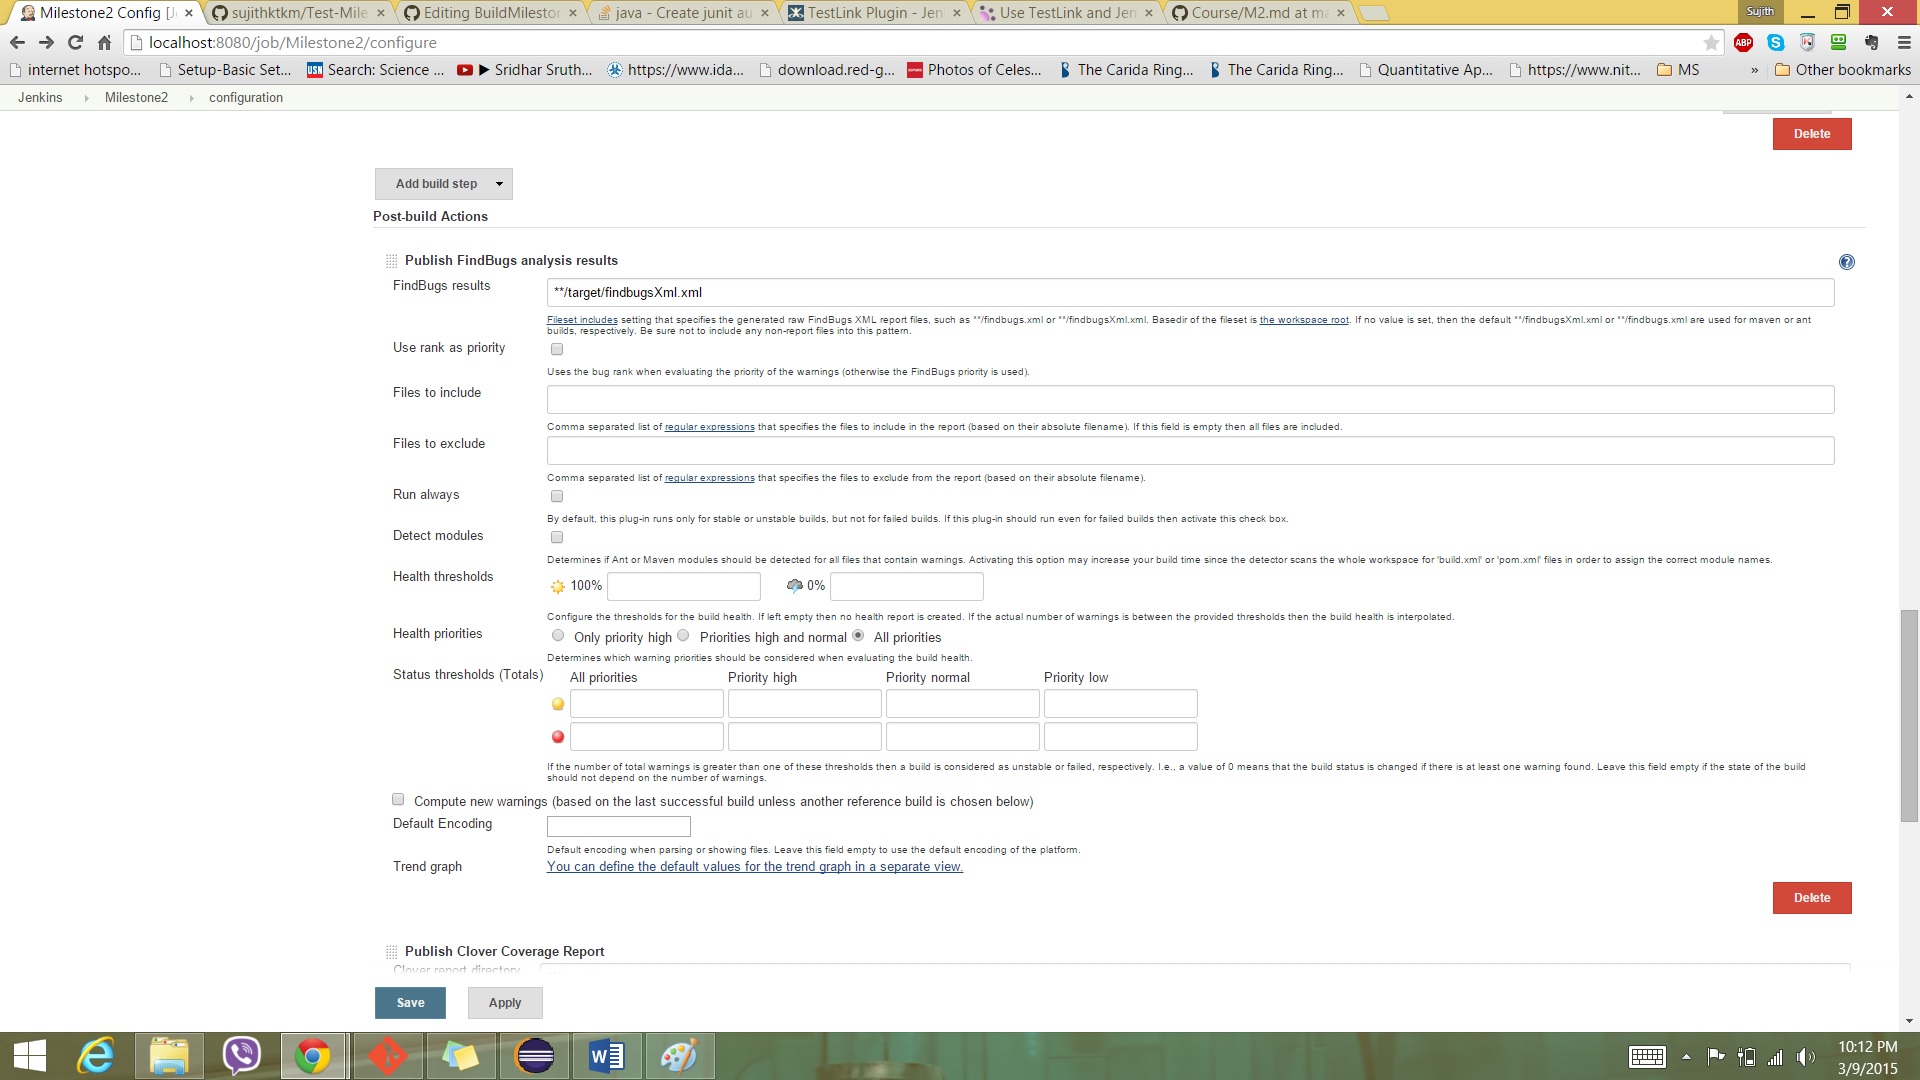 Milestone2 Config [J
sujithktkm/Test-Mile
Editing BuildMilestor
java - Create junit au
TestLink Plugin - Jen
Use TestLink and Jen
Course/M2.md at ma
Sujith
localhost:8080/job/Milestone2/configure
ABP
internet hotspo...
Setup-Basic Set...
USN Search: Science ...
▶ Sridhar Sruth...
https://www.ida...
download.red-g...
Photos of Celes...
The Carida Ring...
The Carida Ring...
Quantitative Ap...
https://www.nit...
MS
»
Other bookmarks
Jenkins
Milestone2
configuration
Delete
Add build step
Post-build Actions
Publish FindBugs analysis results
FindBugs results
**/target/findbugsXml.xml
Fileset includes setting that specifies the generated raw FindBugs XML report files, such as **/findbugs.xml or **/findbugsXml.xml. Basedir of the fileset is the workspace root. If no value is set, then the default **/findbugsXml.xml or **/findbugs.xml are used for maven or ant
builds, respectively. Be sure not to include any non-report files into this pattern.
Use rank as priority
Uses the bug rank when evaluating the priority of the warnings (otherwise the FindBugs priority is used).
Files to include
Comma separated list of regular expressions that specifies the files to include in the report (based on their absolute filename). If this field is empty then all files are included.
Files to exclude
Comma separated list of regular expressions that specifies the files to exclude from the report (based on their absolute filename).
Run always
By default, this plug-in runs only for stable or unstable builds, but not for failed builds. If this plug-in should run even for failed builds then activate this check box.
Detect modules
Determines if Ant or Maven modules should be detected for all files that contain warnings. Activating this option may increase your build time since the detector scans the whole workspace for 'build.xml' or 'pom.xml' files in order to assign the correct module names.
Health thresholds
100%
0%
Configure the thresholds for the build health. If left empty then no health report is created. If the actual number of warnings is between the provided thresholds then the build health is interpolated.
Health priorities
Only priority high
Priorities high and normal
All priorities
Determines which warning priorities should be considered when evaluating the build health.
Status thresholds (Totals)
All priorities
Priority high
Priority normal
Priority low
If the number of total warnings is greater than one of these thresholds then a build is considered as unstable or failed, respectively. I.e., a value of 0 means that the build status is changed if there is at least one warning found. Leave this field empty if the state of the build
should not depend on the number of warnings.
Compute new warnings (based on the last successful build unless another reference build is chosen below)
Default Encoding
Default encoding when parsing or showing files. Leave this field empty to use the default encoding of the platform.
Trend graph
You can define the default values for the trend graph in a separate view.
Delete
Publish Clover Coverage Report
Clover report directory
Save
Apply
10:12 PM
3/9/2015